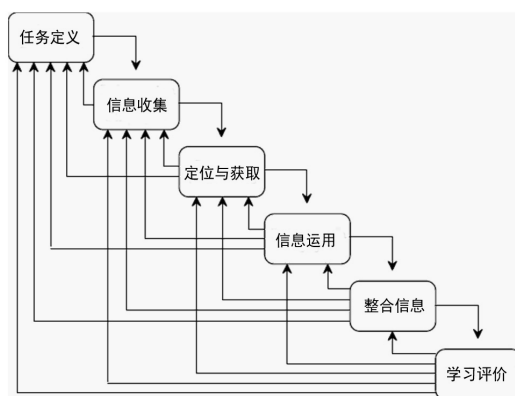 任务定义
信息收集
定位与获取
信息运用
整合信息
学习评价